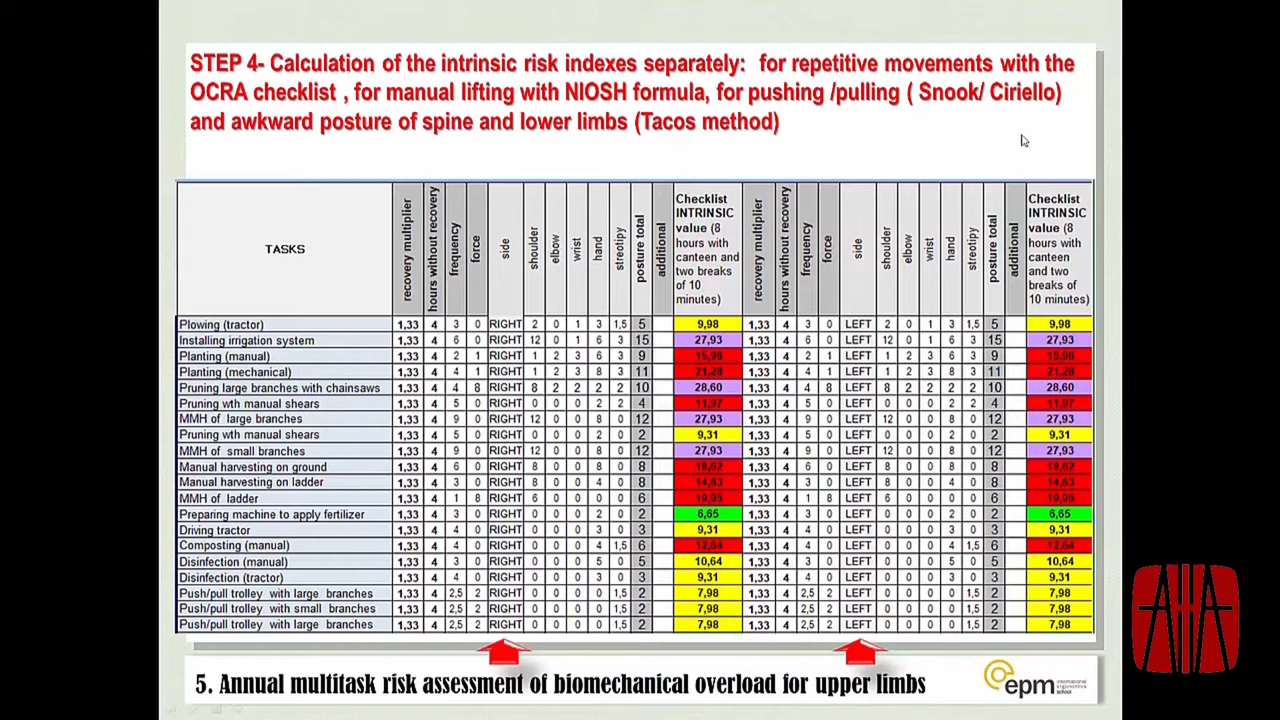 STEP 4- Calculation of the intrinsic risk indexes separately: for repetitive movements with the
OCRA checklist , for manual lifting with NIOSH formula, for pushing /pulling ( Snook/ Ciriello)
and awkward posture of spine and lower limbs (Tacos method)
TASKS recovery multiplier hours without recovery frequency force side shoulder elbow wrist hand streotipy posture total additional Checklist INTRINSIC value (8 hours with canteen and two breaks of 10 minutes) recovery multiplier hours without recovery frequency force side shoulder elbow wrist hand streotipy posture total additional Checklist INTRINSIC value (8 hours with canteen and two breaks of 10 minutes)
Plowing (tractor) 1,33 4 3 0 RIGHT 2 0 1 3 1,5 5 9,98 1,33 4 3 0 LEFT 2 0 1 3 1,5 5 9,98
Installing irrigation system 1,33 4 6 0 RIGHT 12 0 1 6 3 15 27,93 1,33 4 6 0 LEFT 12 0 1 6 3 15 27,93
Planting (manual) 1,33 4 2 1 RIGHT 1 2 3 6 3 9 15,96 1,33 4 2 1 LEFT 1 2 3 6 3 9 15,96
Planting (mechanical) 1,33 4 4 1 RIGHT 1 2 3 8 3 11 21,28 1,33 4 4 1 LEFT 1 2 3 8 3 11 21,28
Pruning large branches with chainsaws 1,33 4 4 8 RIGHT 8 2 2 2 2 10 28,60 1,33 4 4 8 LEFT 8 2 2 2 2 10 28,60
Pruning wth manual shears 1,33 4 5 0 RIGHT 0 0 0 2 2 4 11,97 1,33 4 5 0 LEFT 0 0 0 2 2 4 11,97
MMH of large branches 1,33 4 9 0 RIGHT 12 0 0 8 0 12 27,93 1,33 4 9 0 LEFT 12 0 0 8 0 12 27,93
Pruning wth manual shears 1,33 4 5 0 RIGHT 0 0 0 2 0 2 9,31 1,33 4 5 0 LEFT 0 0 0 2 0 2 9,31
MMH of small branches 1,33 4 9 0 RIGHT 12 0 0 8 0 12 27,93 1,33 4 9 0 LEFT 12 0 0 8 0 12 27,93
Manual harvesting on ground 1,33 4 6 0 RIGHT 8 0 0 8 0 8 18,62 1,33 4 6 0 LEFT 8 0 0 8 0 8 18,62
Manual harvesting on ladder 1,33 4 3 0 RIGHT 8 0 0 4 0 8 14,63 1,33 4 3 0 LEFT 8 0 0 4 0 8 14,63
MMH of ladder 1,33 4 1 8 RIGHT 6 0 0 0 0 6 19,95 1,33 4 1 8 LEFT 6 0 0 0 0 6 19,95
Preparing machine to apply fertilizer 1,33 4 3 0 RIGHT 0 0 0 2 0 2 6,65 1,33 4 3 0 LEFT 0 0 0 2 0 2 6,65
Driving tractor 1,33 4 4 0 RIGHT 0 0 0 3 0 3 9,31 1,33 4 4 0 LEFT 0 0 0 3 0 3 9,31
Composting (manual) 1,33 4 4 0 RIGHT 0 0 0 4 1,5 6 12,64 1,33 4 4 0 LEFT 0 0 0 4 1,5 6 12,64
Disinfection (manual) 1,33 4 3 0 RIGHT 0 0 0 5 0 5 10,64 1,33 4 3 0 LEFT 0 0 0 5 0 5 10,64
Disinfection (tractor) 1,33 4 4 0 RIGHT 0 0 0 3 0 3 9,31 1,33 4 4 0 LEFT 0 0 0 3 0 3 9,31
Push/pull trolley with large branches 1,33 4 2,5 2 RIGHT 0 0 0 0 1,5 2 7,98 1,33 4 2,5 2 LEFT 0 0 0 0 1,5 2 7,98
Push/pull trolley with small branches 1,33 4 2,5 2 RIGHT 0 0 0 0 1,5 2 7,98 1,33 4 2,5 2 LEFT 0 0 0 0 1,5 2 7,98
Push/pull trolley with large branches 1,33 4 2,5 2 RIGHT 0 0 0 0 1,5 2 7,98 1,33 4 2,5 2 LEFT 0 0 0 0 1,5 2 7,98
5. Annual multitask risk assessment of biomechanical overload for upper limbs
epm international ergonomics school
AHA